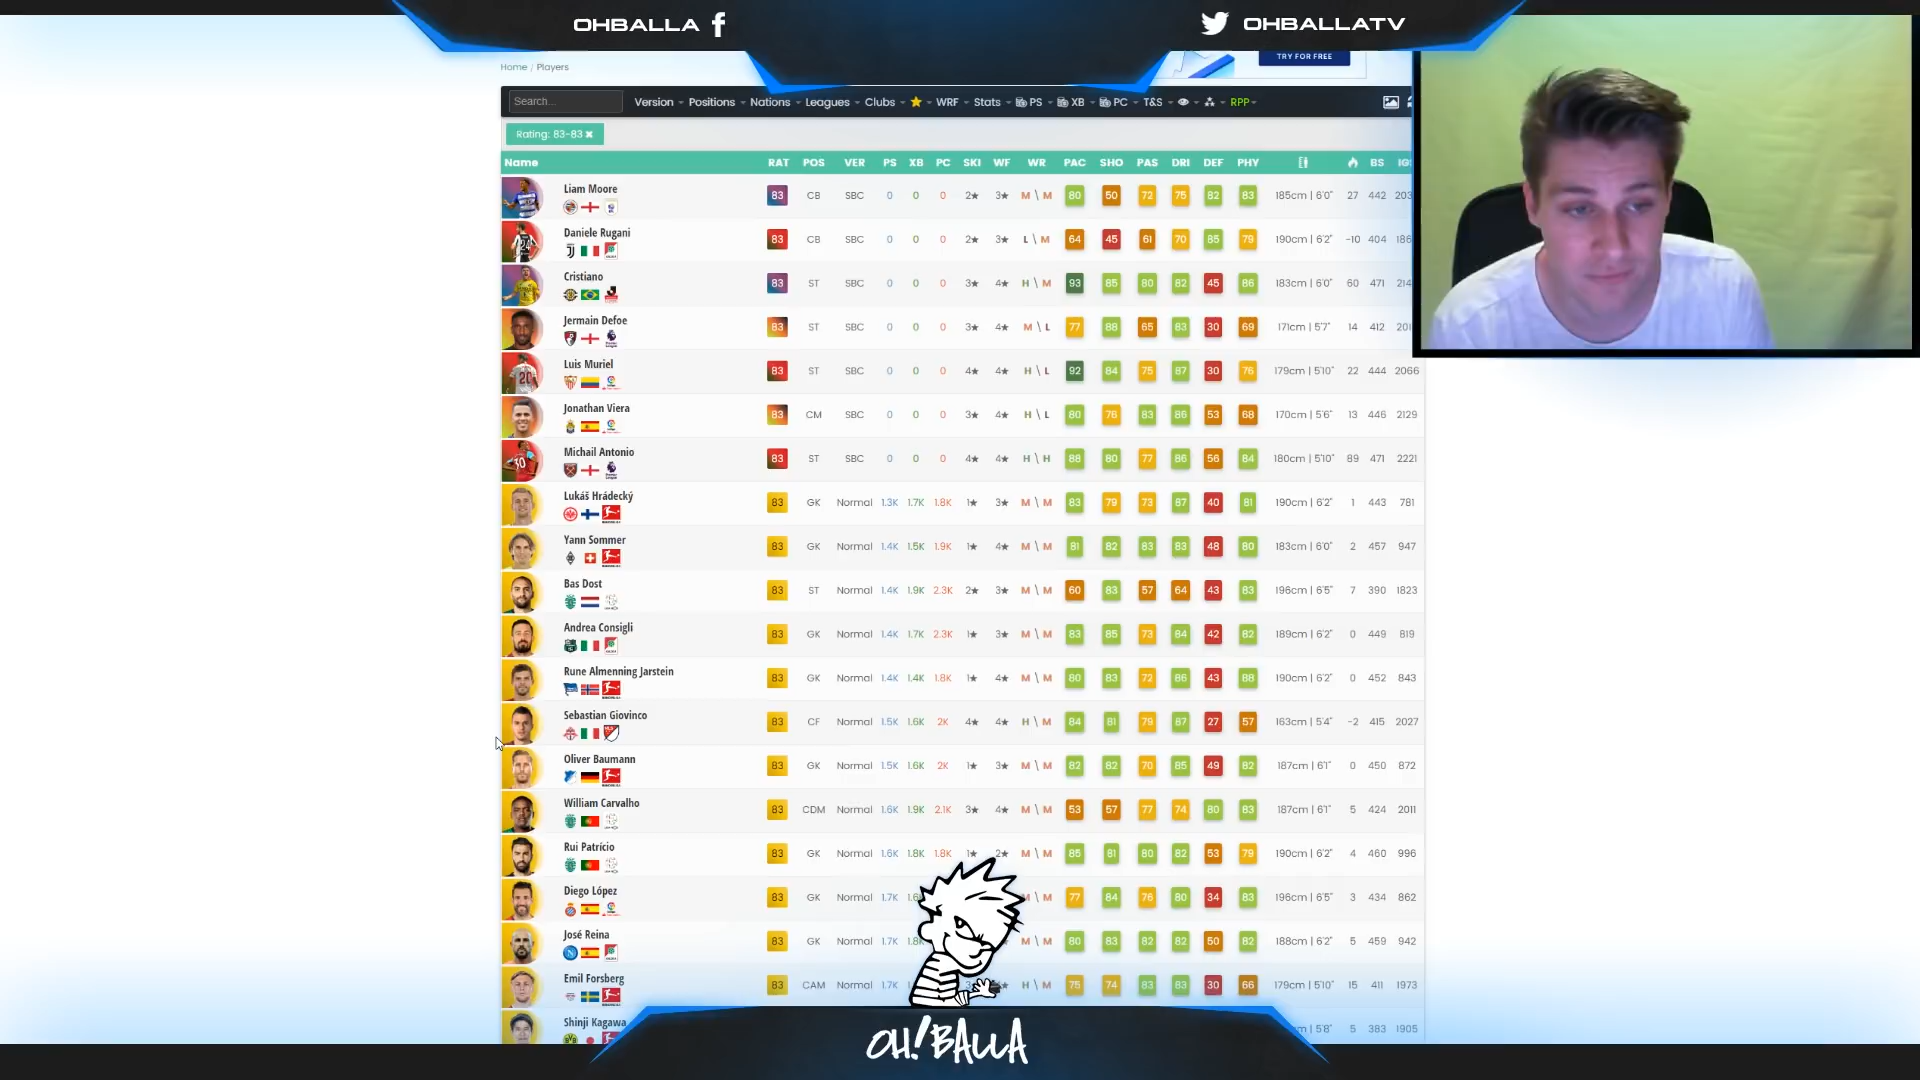 OHBALLA f
OHBALLATV
TRY FOR FREE
Home / Players
Search... Version Positions Nations Leagues Clubs WRF Stats PS XB PC T&S RPP
Rating: 83-83 ✖
Name RAT POS VER PS XB PC SKI WF WR PAC SHO PAS DRI DEF PHY BS IG
Liam Moore 83 CB SBC 0 0 0 2★ 3★ M \ M 80 50 72 75 82 83 185cm | 6'0" 27 442 203
Daniele Rugani 83 CB SBC 0 0 0 2★ 3★ L \ M 64 45 61 70 85 79 190cm | 6'2" -10 404 186
Cristiano 83 ST SBC 0 0 0 3★ 4★ H \ M 93 85 80 82 45 86 183cm | 6'0" 60 471 214
Jermain Defoe 83 ST SBC 0 0 0 3★ 4★ M \ L 77 88 65 83 30 69 171cm | 5'7" 14 412 201
Luis Muriel 83 ST SBC 0 0 0 4★ 4★ H \ L 92 84 75 87 30 76 179cm | 5'10" 22 444 2066
Jonathan Viera 83 CM SBC 0 0 0 3★ 4★ H \ L 80 76 83 86 53 68 170cm | 5'6" 13 446 2129
Michail Antonio 83 ST SBC 0 0 0 4★ 4★ H \ H 88 80 77 86 56 84 180cm | 5'10" 89 471 2221
Lukáš Hrádecký 83 GK Normal 1.3K 1.7K 1.8K 1★ 3★ M \ M 83 79 73 87 40 81 190cm | 6'2" 1 443 781
Yann Sommer 83 GK Normal 1.4K 1.5K 1.9K 1★ 4★ M \ M 81 82 83 83 48 80 183cm | 6'0" 2 457 947
Bas Dost 83 ST Normal 1.4K 1.9K 2.3K 2★ 3★ M \ M 60 83 57 64 43 83 196cm | 6'5" 7 390 1823
Andrea Consigli 83 GK Normal 1.4K 1.7K 2.3K 1★ 3★ M \ M 83 85 73 84 42 82 189cm | 6'2" 0 449 819
Rune Almenning Jarstein 83 GK Normal 1.4K 1.4K 1.8K 1★ 4★ M \ M 80 83 72 86 43 88 190cm | 6'2" 0 452 843
Sebastian Giovinco 83 CF Normal 1.5K 1.6K 2K 4★ 4★ H \ M 84 81 79 87 27 57 163cm | 5'4" -2 415 2027
Oliver Baumann 83 GK Normal 1.5K 1.6K 2K 1★ 3★ M \ M 82 82 70 85 49 82 187cm | 6'1" 0 450 872
William Carvalho 83 CDM Normal 1.6K 1.9K 2.1K 3★ 4★ M \ M 53 57 77 74 80 83 187cm | 6'1" 5 424 2011
Rui Patrício 83 GK Normal 1.6K 1.8K 1.8K 1★ 2★ M \ M 85 81 80 82 53 79 190cm | 6'2" 4 460 996
Diego López 83 GK Normal 1.7K M 77 84 76 80 34 83 196cm | 6'5" 3 434 862
José Reina 83 GK Normal 1.7K M \ M 80 83 82 82 50 82 188cm | 6'2" 5 459 942
Emil Forsberg 83 CAM Normal 1.7K H \ M 75 74 83 83 30 66 179cm | 5'10" 15 411 1973
Shinji Kagawa 5'8" 5 383 1905
20
30
OH!BALLA